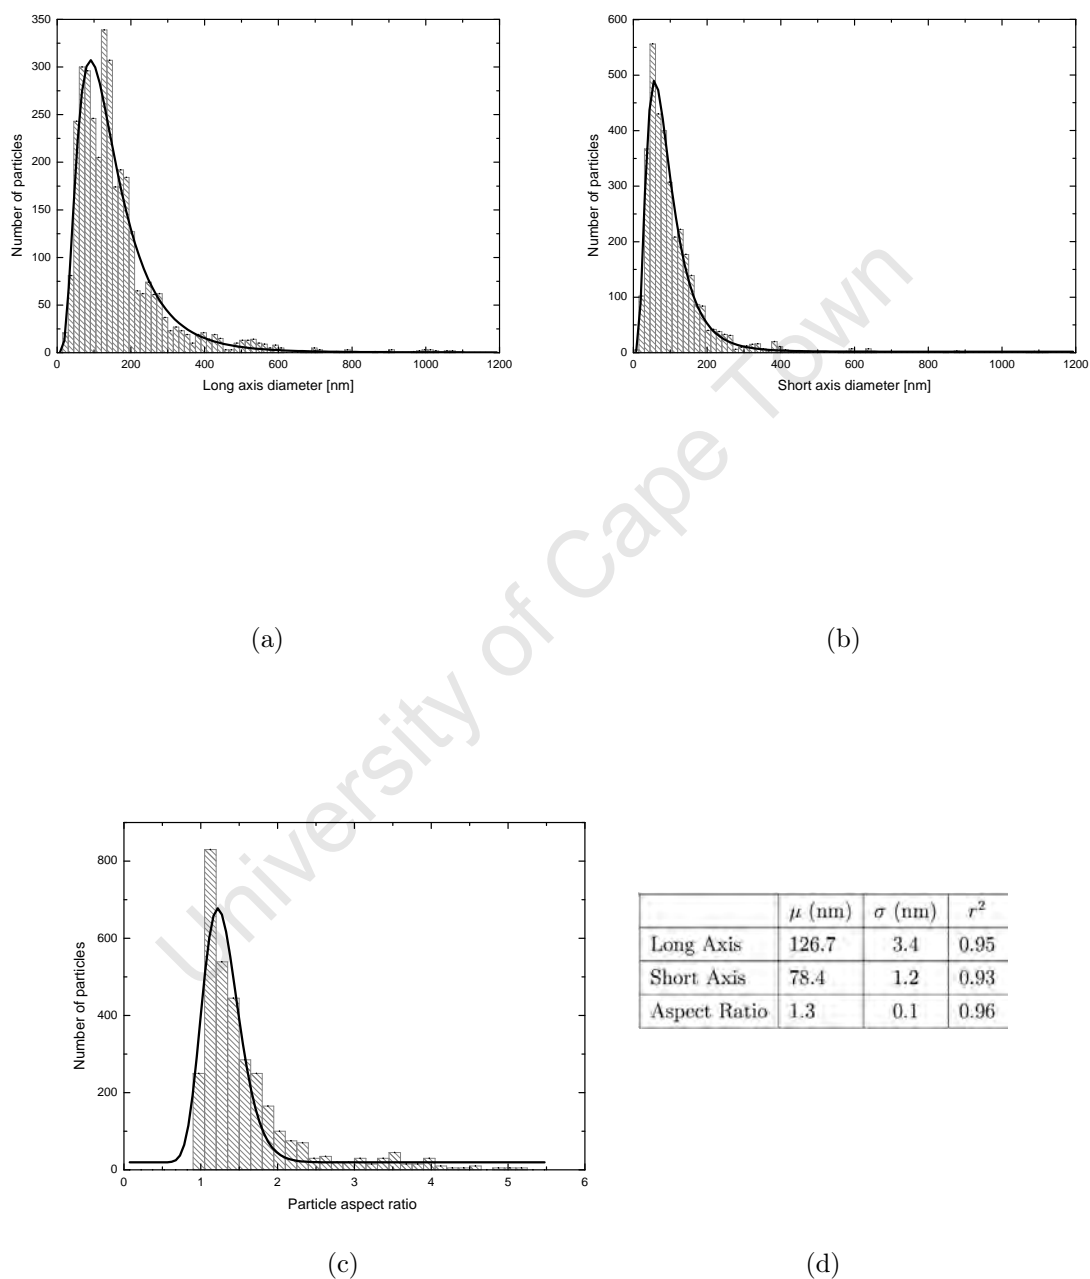 350
300
250
200
150
100
50
0
Number of particles
0 200 400 600 800 1000 1200
Long axis diameter [nm]
600
500
400
300
200
100
0
Number of particles
0 200 400 600 800 1000 1200
Short axis diameter [nm]
(a)
(b)
University of Cape Town
800
600
400
200
0
Number of particles
0 1 2 3 4 5 6
Particle aspect ratio
μ (nm) σ (nm) r²
Long Axis 126.7 3.4 0.95
Short Axis 78.4 1.2 0.93
Aspect Ratio 1.3 0.1 0.96
(c)
(d)